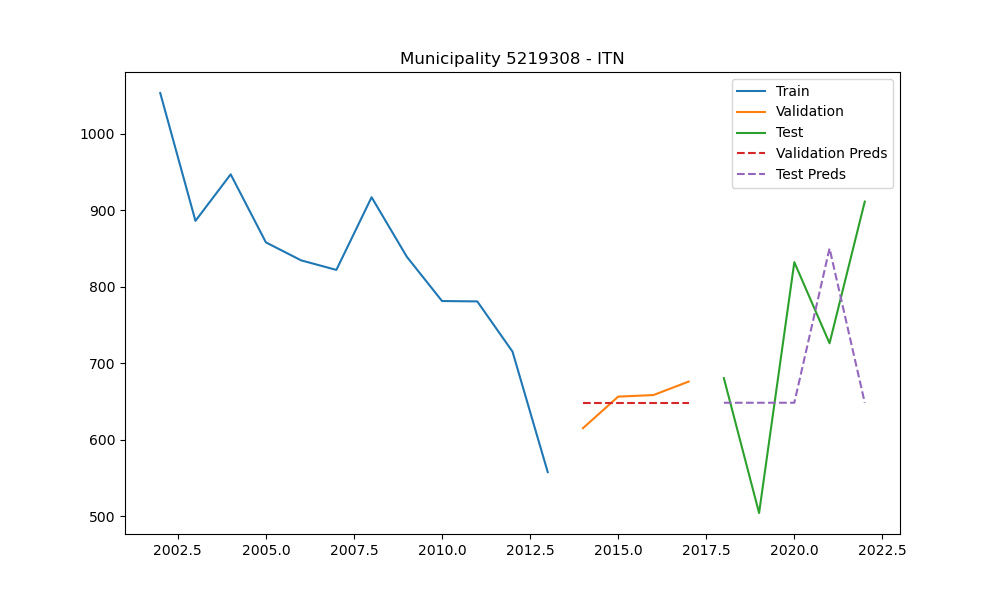 Municipality 5219308 - ITN
Train
Validation
Test
Validation Preds
Test Preds
1000
900
800
700
600
500
2002.5 2005.0 2007.5 2010.0 2012.5 2015.0 2017.5 2020.0 2022.5